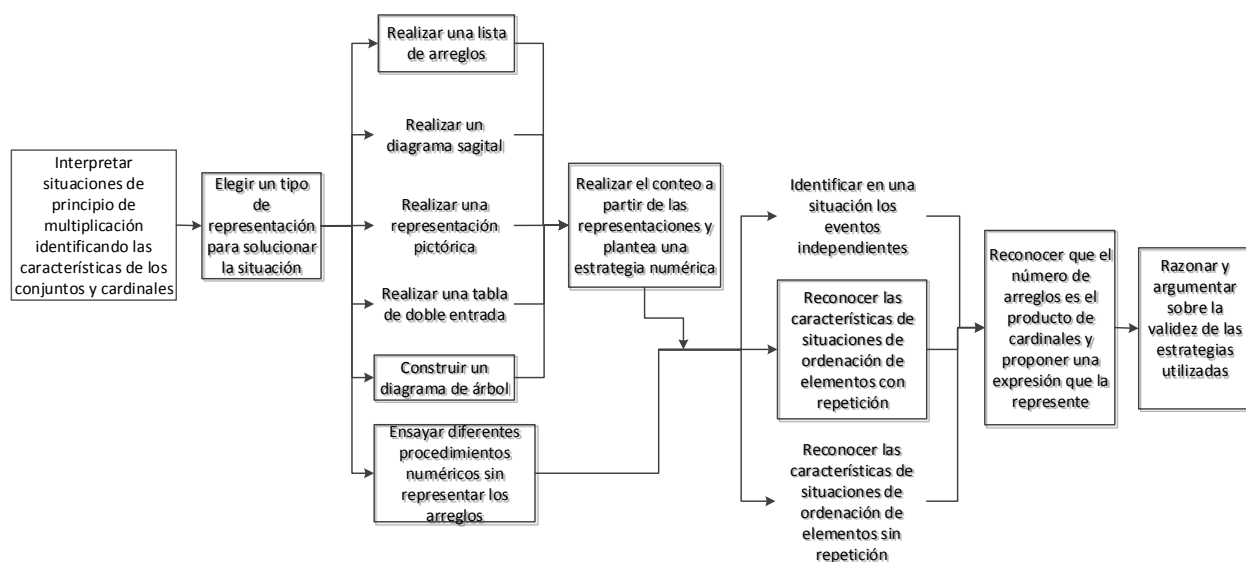 Interpretar
situaciones de
principio de
multiplicación
identificando las
características de los
conjuntos y cardinales
Elegir un tipo
de
representación
para solucionar
la situación
Realizar una lista
de arreglos
Realizar un
diagrama sagital
Realizar una
representación
pictórica
Realizar una tabla
de doble entrada
Construir un
diagrama de árbol
Ensayar diferentes
procedimientos
numéricos sin
representar los
arreglos
Realizar el conteo a
partir de las
representaciones y
plantea una
estrategia numérica
Identificar en una
situación los
eventos
independientes
Reconocer las
características de
situaciones de
ordenación de
elementos con
repetición
Reconocer las
características de
situaciones de
ordenación de
elementos sin
repetición
Reconocer que el
número de
arreglos es el
producto de
cardinales y
proponer una
expresión que la
represente
Razonar y
argumentar
sobre la
validez de las
estrategias
utilizadas